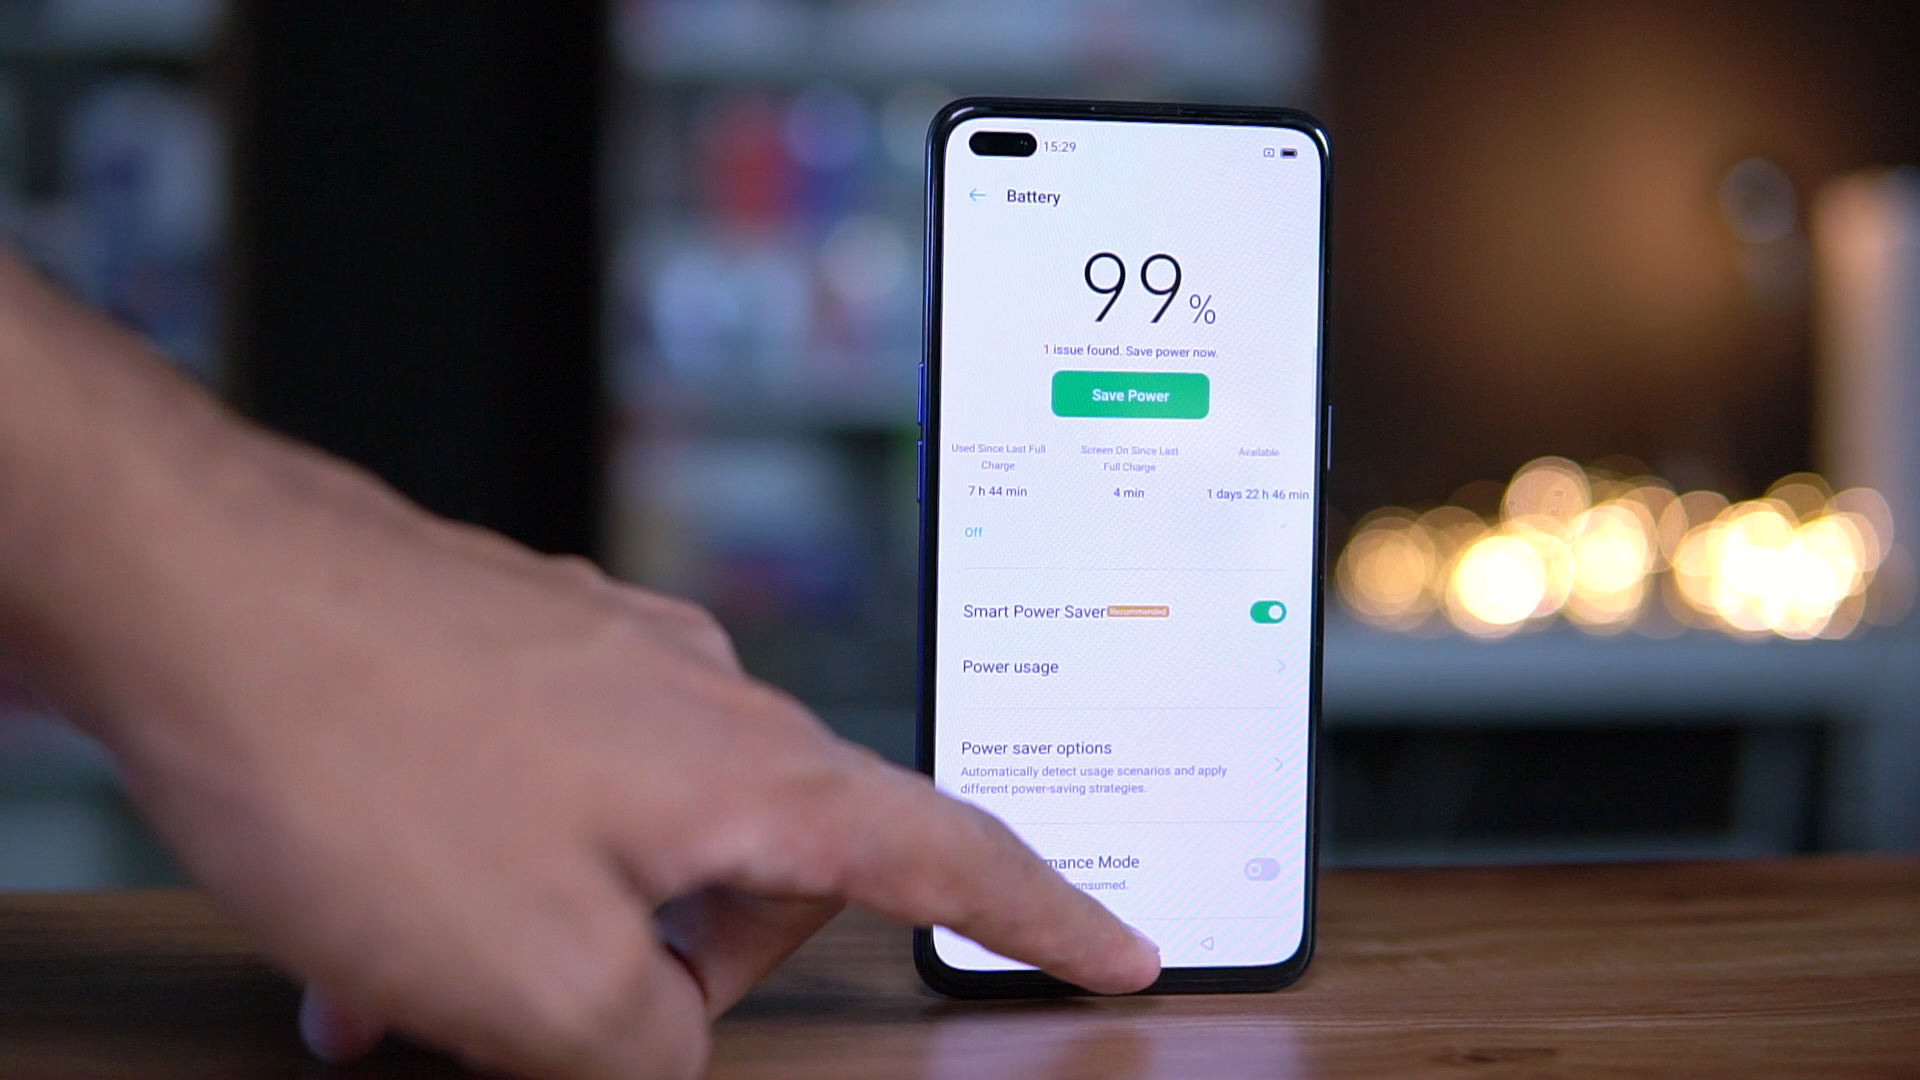 15:29
Battery
99%
1 issue found. Save power now.
Save Power
Used Since Last Full
Charge
7 h 44 min
Screen On Since Last
Full Charge
4 min
Available
1 days 22 h 46 min
Off
Smart Power Saver Recommended
Power usage
Power saver options
Automatically detect usage scenarios and apply
different power-saving strategies.
Mode